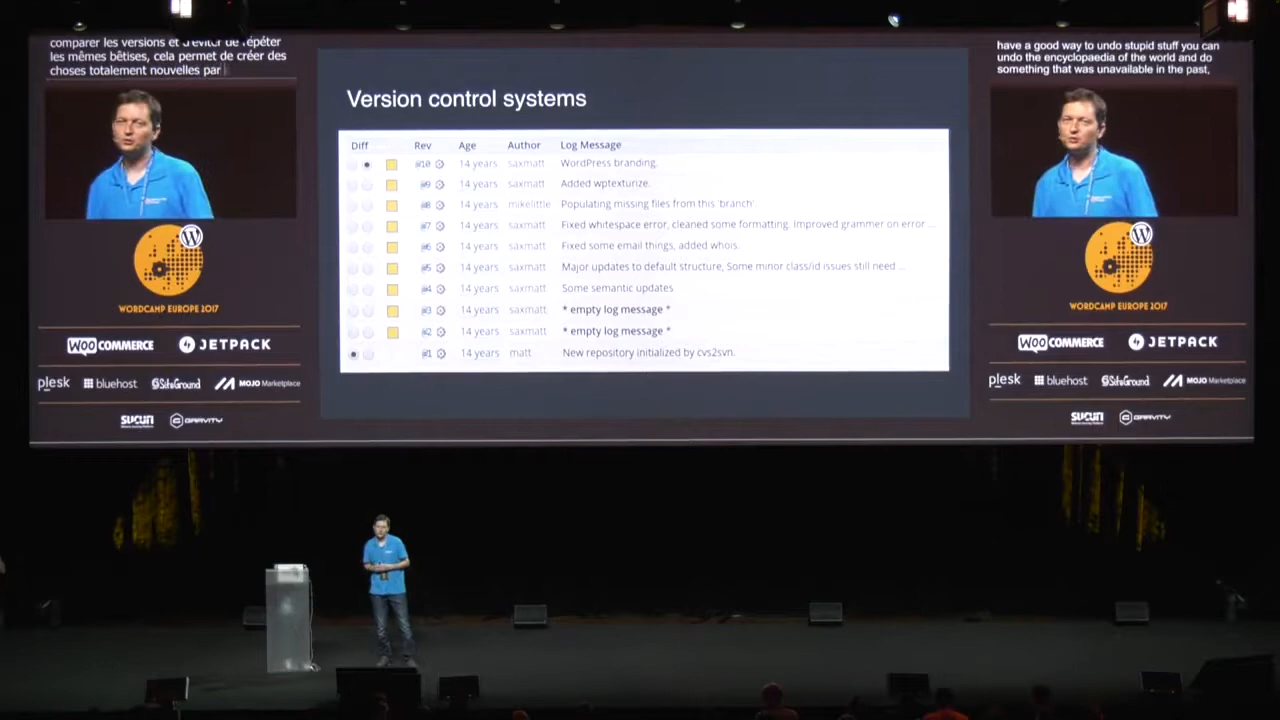 comparer les versions et d'éviter de répéter
les mêmes bêtises, cela permet de créer des
choses totalement nouvelles par
WORDCAMP EUROPE 2017
WOO COMMERCE JETPACK
plesk bluehost SiteGround MOJO Marketplace
SUCURI GRAVITY
Version control systems
Diff Rev Age Author Log Message
#10 14 years saxmatt WordPress branding.
#9 14 years saxmatt Added wptexturize.
#8 14 years mikelittle Populating missing files from this 'branch'.
#7 14 years saxmatt Fixed whitespace error, cleaned some formatting. Improved grammer on error ...
#6 14 years saxmatt Fixed some email things, added whois.
#5 14 years saxmatt Major updates to default structure, Some minor class/id issues still need ...
#4 14 years saxmatt Some semantic updates
#3 14 years saxmatt * empty log message *
#2 14 years saxmatt * empty log message *
#1 14 years matt New repository initialized by cvs2svn.
have a good way to undo stupid stuff you can
undo the encyclopaedia of the world and do
something that was unavailable in the past,
WORDCAMP EUROPE 2017
WOO COMMERCE JETPACK
plesk bluehost SiteGround MOJO Marketplace
SUCURI GRAVITY